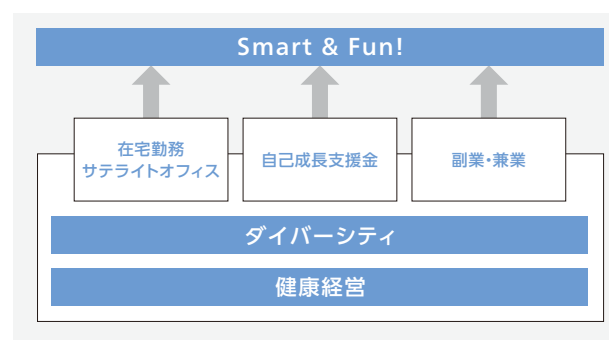 Smart & Fun!
在宅勤務
サテライトオフィス
自己成長支援金
副業・兼業
ダイバーシティ
健康経営